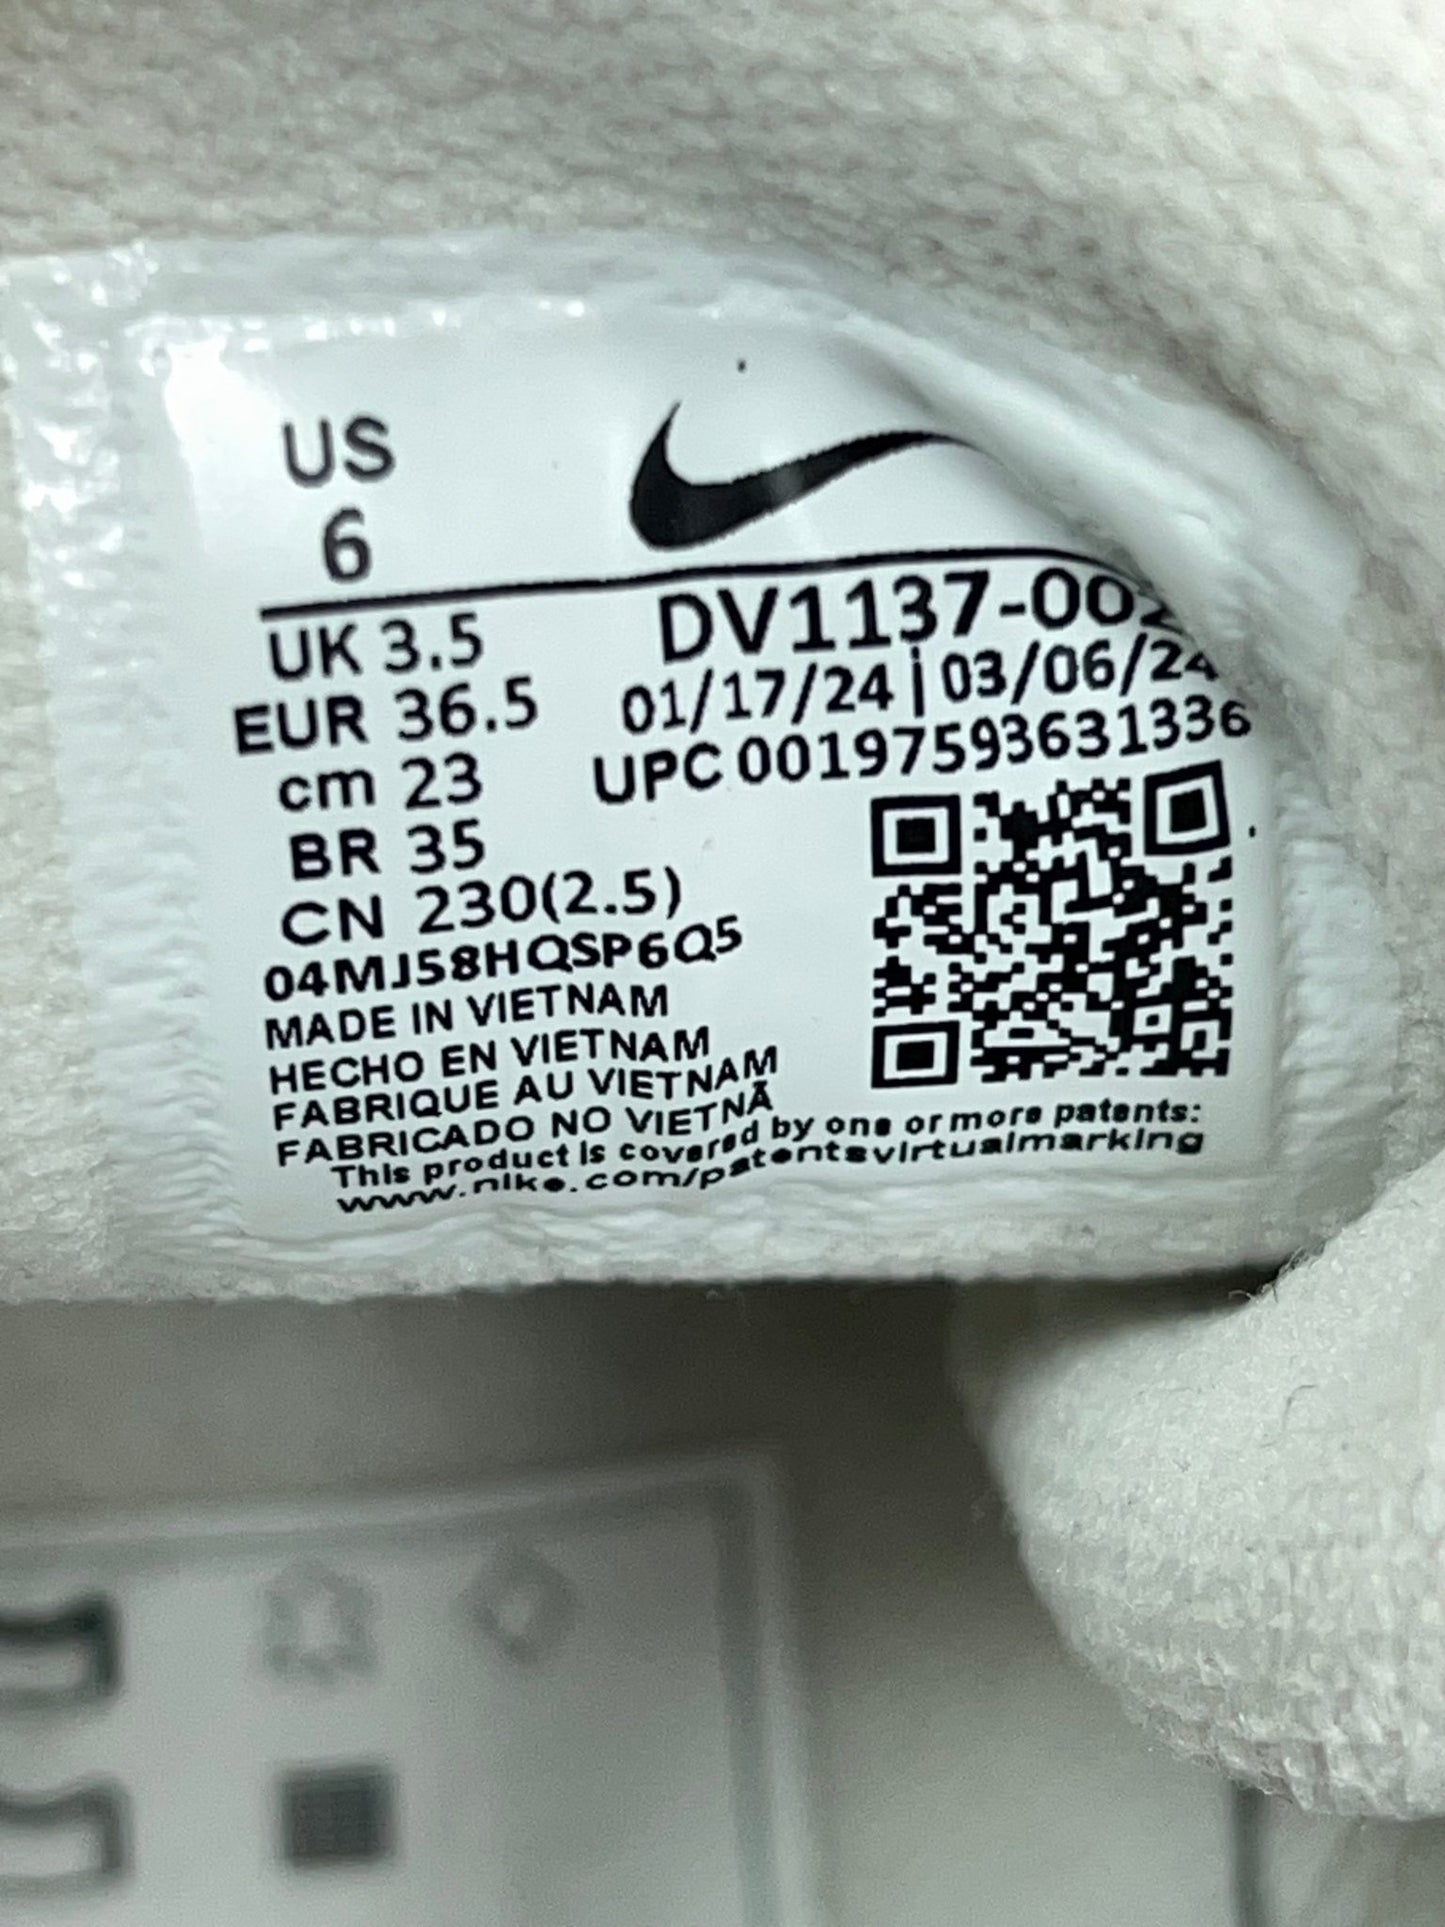 US
6
UK 3.5
EUR 36.5
cm 23
BR 35
CN 230(2.5)
04MJ58HQSP6Q5
MADE IN VIETNAM
HECHO EN VIETNAM
FABRIQUE AU VIETNAM
FABRICADO NO VIETNÃ
This product is covered by one or more patents:
www.nike.com/patentsvirtualmarking
DV1137-002
01/17/24 | 03/06/24
UPC 00197593631336